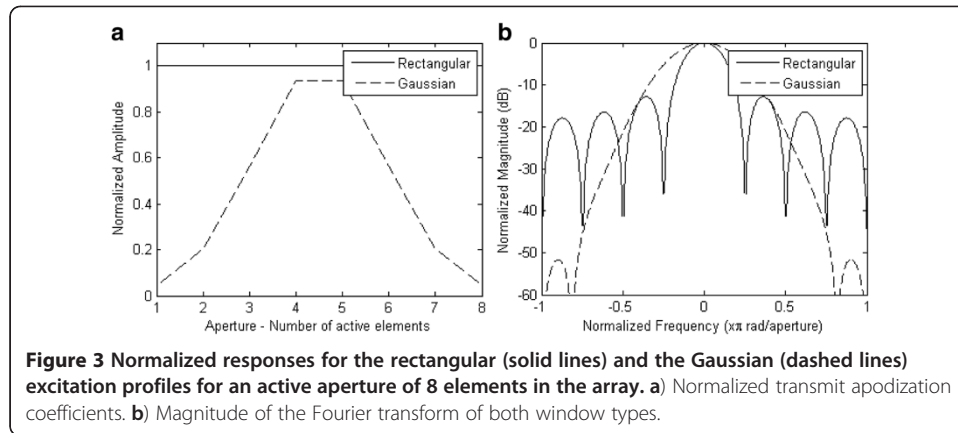 a
1
0.8
0.6
0.4
0.2
0
Normalized Amplitude
Rectangular
Gaussian
1 2 3 4 5 6 7 8
Aperture - Number of active elements
b
0
-10
-20
-30
-40
-50
-60
Normalized Magnitude (dB)
Rectangular
Gaussian
-1 -0.5 0 0.5 1
Normalized Frequency (xπ rad/aperture)
Figure 3 Normalized responses for the rectangular (solid lines) and the Gaussian (dashed lines)
excitation profiles for an active aperture of 8 elements in the array. a) Normalized transmit apodization
coefficients. b) Magnitude of the Fourier transform of both window types.